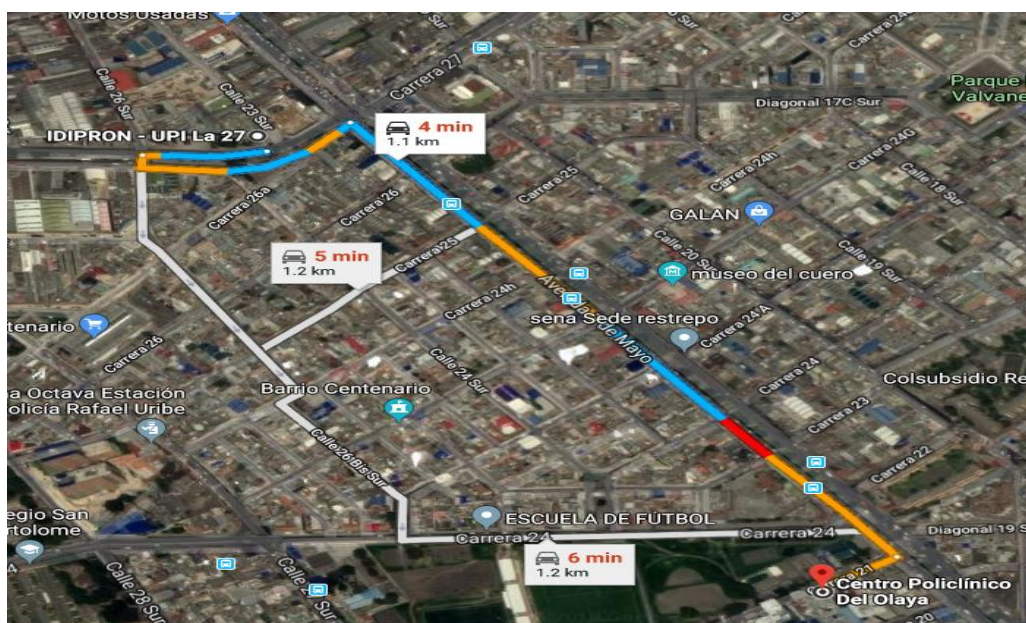 Motos Usadas
Calle 26 Sur
Calle 23 Sur
Carrera 27
Carrera 24
Parque
Valvane
Diagonal 17C Sur
IDIPRON - UPI La 27
4 min
1.1 km
Carrera 25
Carrera 24h
Carrera 24G
Calle 18 Sur
Carrera 26a
Carrera 26
GALAN
5 min
1.2 km
Carrera 25
Calle 20 Sur
museo del cuero
Calle 19 Sur
Carrera 24h
sena Sede restrepo
Carrera 24A
tenario
Carrera 26
Calle 24 Sur
Barrio Centenario
Carrera 24
Colsubsidio Re
a Octava Estación
olicía Rafael Uribe
Carrera 23
Calle 26 Bis Sur
Carrera 22
egio San
rtolome
ESCUELA DE FÚTBOL
Carrera 24
Carrera 24
Diagonal 19 S
6 min
1.2 km
Calle 28 Sur
Centro Policlínico
Del Olaya